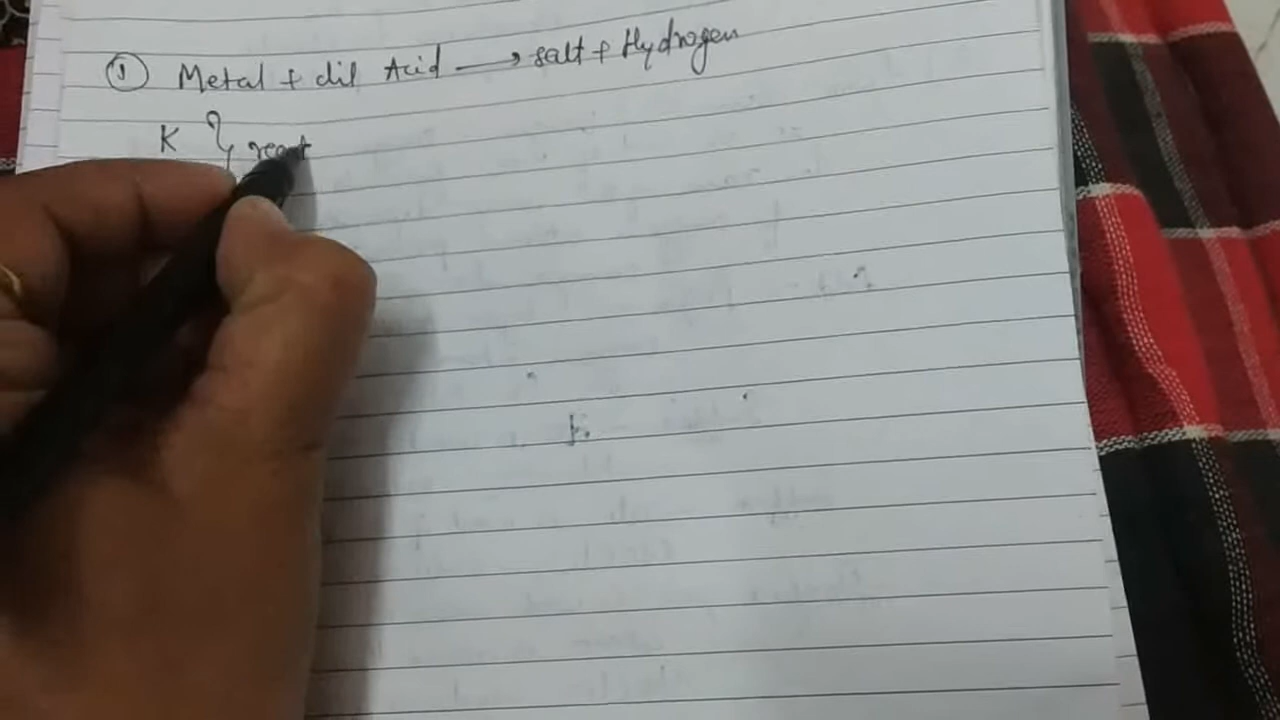 ① Metal + dil Acid → salt + Hydrogen
K } react